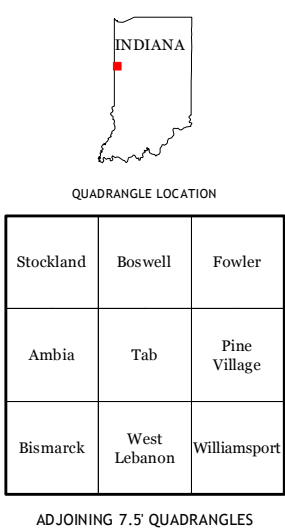 INDIANA
QUADRANGLE LOCATION
Stockland
Boswell
Fowler
Ambia
Tab
Pine
Village
Bismarck
West
Lebanon
Williamsport
ADJOINING 7.5' QUADRANGLES